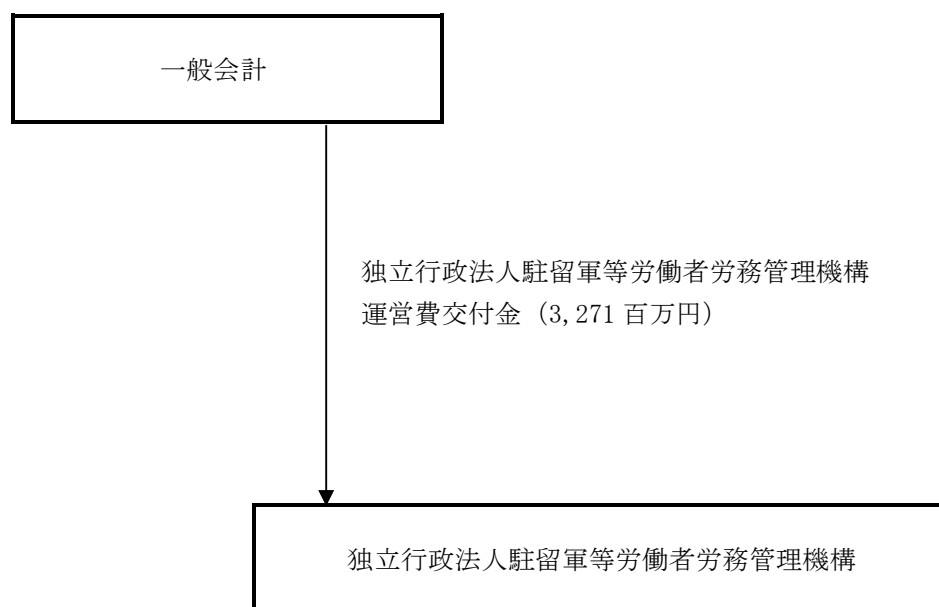 一般会計
独立行政法人駐留軍等労働者労務管理機構
運営費交付金（3,271 百万円）
独立行政法人駐留軍等労働者労務管理機構